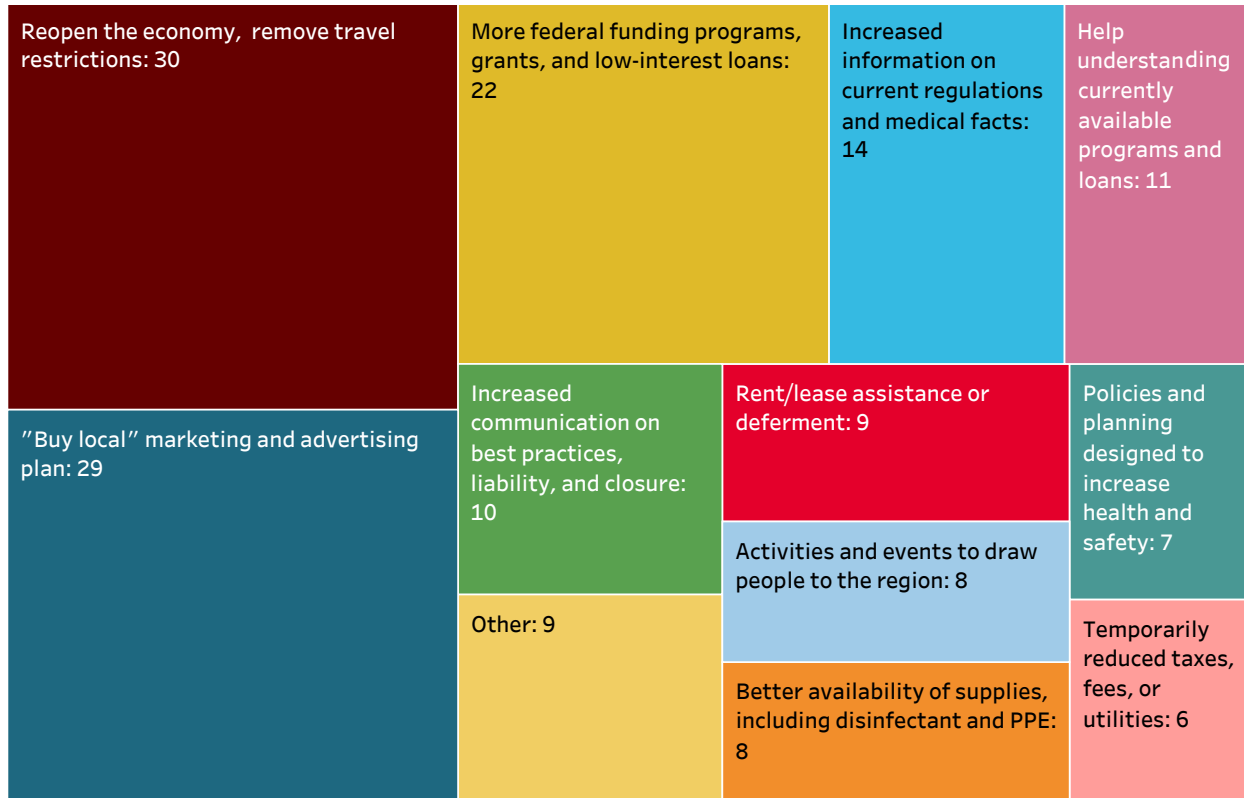 Reopen the economy,  remove travel
restrictions: 30
More federal funding programs,
grants, and low-interest loans:
22
Increased
information on
current regulations
and medical facts:
14
Help
understanding
currently
available
programs and
loans: 11
"Buy local" marketing and advertising
plan: 29
Increased
communication on
best practices,
liability, and closure:
10
Rent/lease assistance or
deferment: 9
Policies and
planning
designed to
increase
health and
safety: 7
Activities and events to draw
people to the region: 8
Other: 9
Better availability of supplies,
including disinfectant and PPE:
8
Temporarily
reduced taxes,
fees, or
utilities: 6